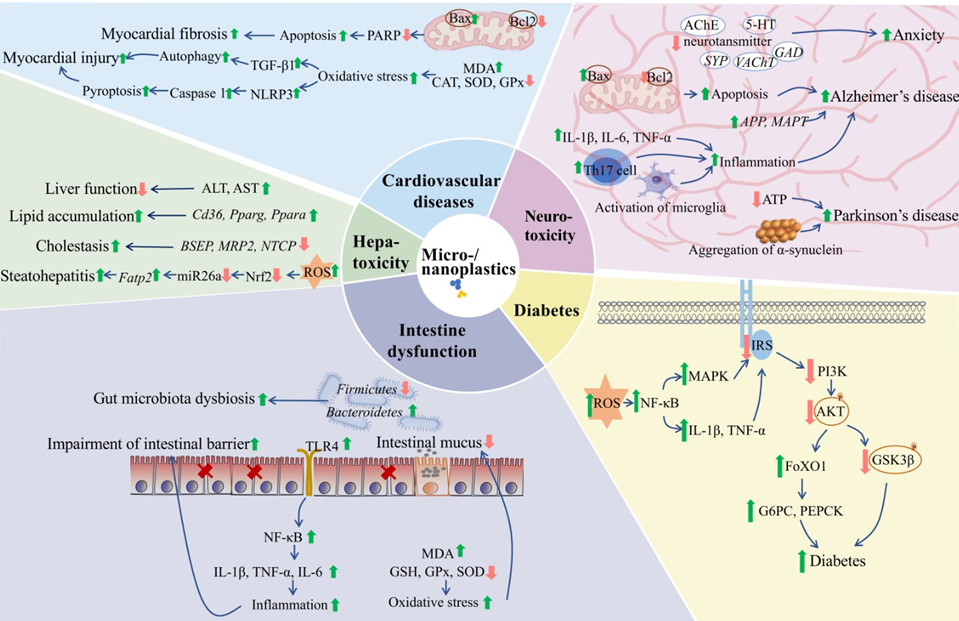 Bax
Bcl2
Myocardial fibrosis
Apoptosis
PARP
Myocardial injury
Autophagy
TGF-β1
Oxidative stress
MDA
CAT, SOD, GPx
Pyroptosis
Caspase 1
NLRP3
AChE
5-HT
neurotansmitter
SYP
VAChT
GAD
Anxiety
Bax
Bcl2
Apoptosis
Alzheimer's disease
APP, MAPT
IL-1β, IL-6, TNF-α
Th17 cell
Inflammation
Activation of microglia
ATP
Parkinson's disease
Aggregation of α-synuclein
Liver function
ALT, AST
Lipid accumulation
Cd36, Pparg, Ppara
Cholestasis
BSEP, MRP2, NTCP
Steatohepatitis
Fatp2
miR26a
Nrf2
ROS
Cardiovascular
diseases
Neuro-
toxicity
Hepa-
toxicity
Micro-/
nanoplastics
Diabetes
Intestine
dysfunction
Firmicutes
Bacteroidetes
Gut microbiota dysbiosis
Impairment of intestinal barrier
TLR4
Intestinal mucus
NF-κB
IL-1β, TNF-α, IL-6
Inflammation
MDA
GSH, GPx, SOD
Oxidative stress
IRS
ROS
NF-κB
MAPK
IL-1β, TNF-α
PI3K
P
AKT
P
GSK3β
FoXO1
G6PC, PEPCK
Diabetes